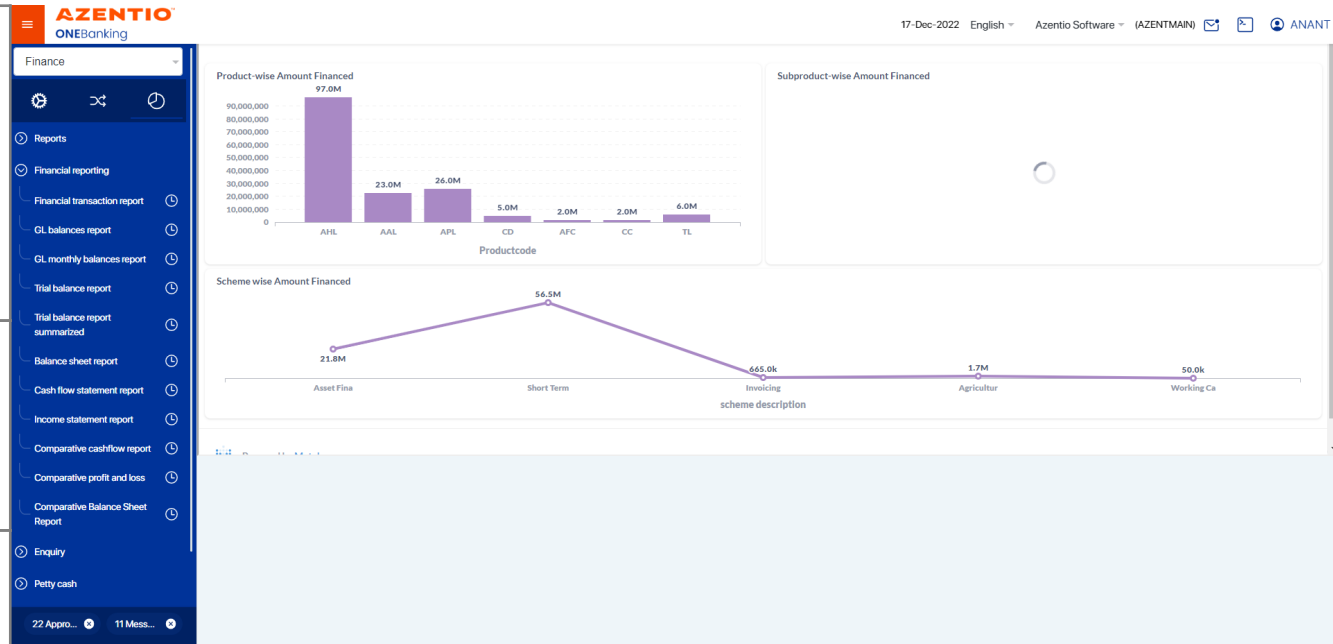 AZENTIO
ONEBanking
17-Dec-2022 English Azentio Software (AZENTMAIN) ANANT
Finance
Reports
Financial reporting
Financial transaction report
GL balances report
GL monthly balances report
Trial balance report
Trial balance report
summarized
Balance sheet report
Cash flow statement report
Income statement report
Comparative cashflow report
Comparative profit and loss
Comparative Balance Sheet
Report
Enquiry
Petty cash
22 Appro... 11 Mess...
Product-wise Amount Financed
97.0M
90,000,000
80,000,000
70,000,000
60,000,000
50,000,000
40,000,000
30,000,000
20,000,000
10,000,000
0
23.0M
26.0M
5.0M
2.0M
2.0M
6.0M
AHL AAL APL CD AFC CC TL
Productcode
Subproduct-wise Amount Financed
Scheme wise Amount Financed
56.5M
21.8M
665.0k
1.7M
50.0k
Asset Fina Short Term Invoicing Agricultur Working Ca
scheme description